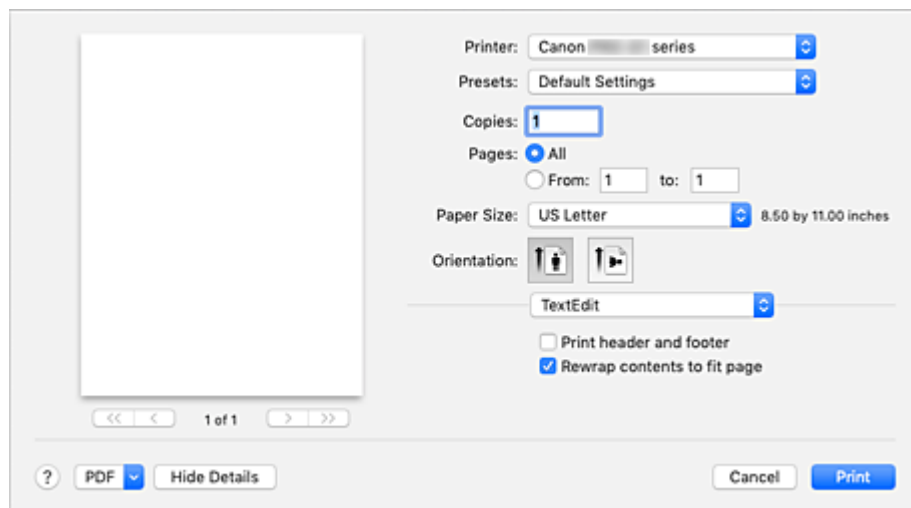 Printer: Canon series
Presets: Default Settings
Copies: 1
Pages: All
From: 1 to: 1
Paper Size: US Letter 8.50 by 11.00 inches
Orientation:
TextEdit
Print header and footer
Rewrap contents to fit page
<< < 1 of 1 > >>
? PDF Hide Details Cancel Print